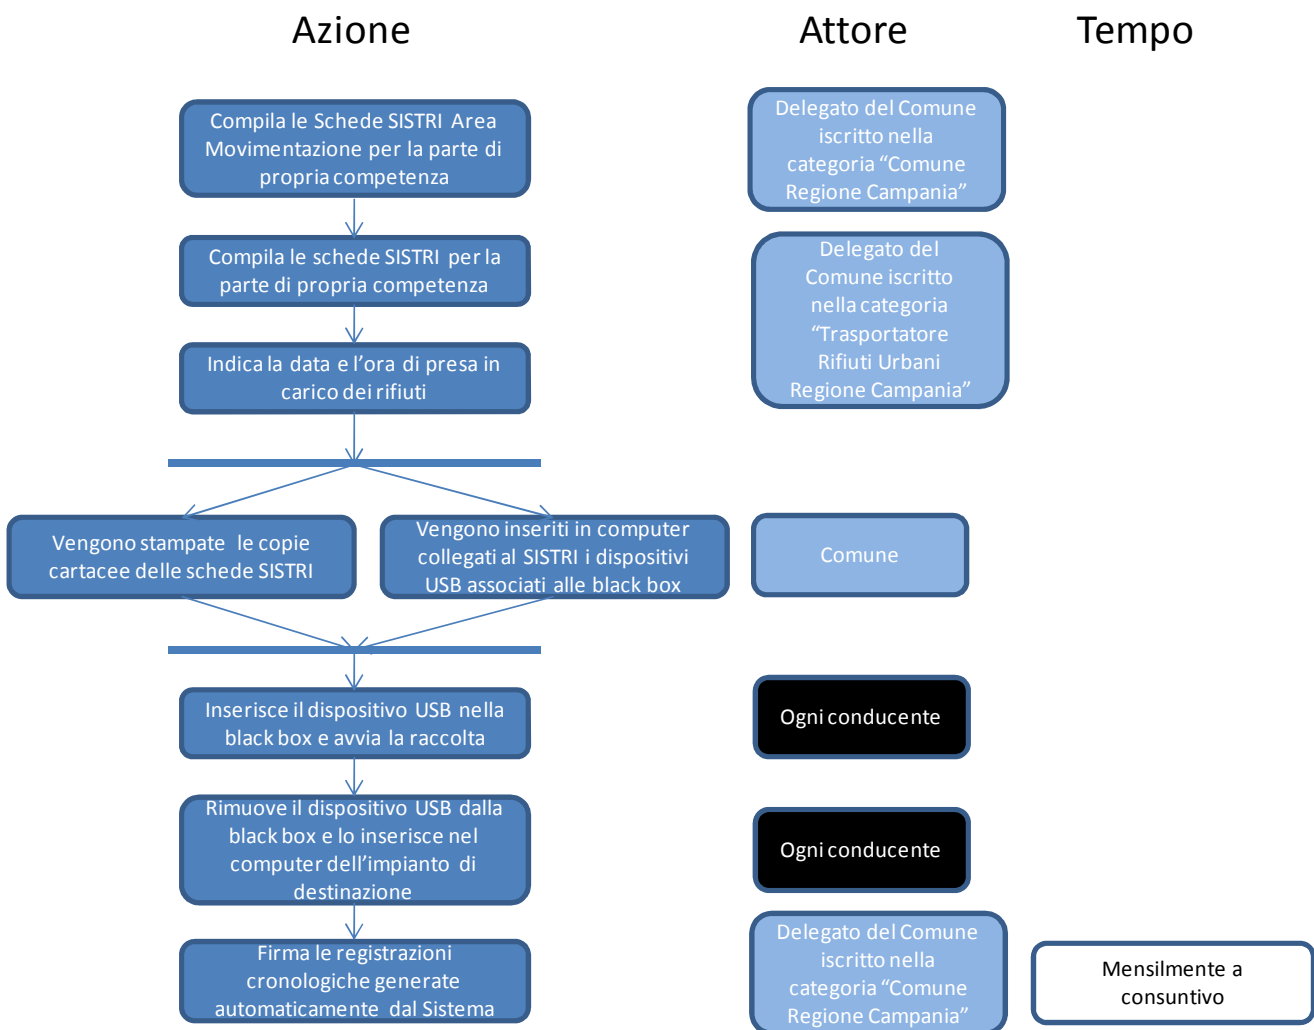 Azione
Attore
Tempo
Compila le Schede SISTRI Area
Movimentazione per la parte di
propria competenza
Delegato del Comune
iscritto nella
categoria “Comune
Regione Campania”
Compila le schede SISTRI per la
parte di propria competenza
Delegato del
Comune iscritto
nella categoria
“Trasportatore
Rifiuti Urbani
Regione Campania”
Indica la data e l’ora di presa in
carico dei rifiuti
Vengono stampate le copie
cartacee delle schede SISTRI
Vengono inseriti in computer
collegati al SISTRI i dispositivi
USB associati alle black box
Comune
Inserisce il dispositivo USB nella
black box e avvia la raccolta
Ogni conducente
Rimuove il dispositivo USB dalla
black box e lo inserisce nel
computer dell’impianto di
destinazione
Ogni conducente
Firma le registrazioni
cronologiche generate
automaticamente dal Sistema
Delegato del Comune
iscritto nella
categoria “Comune
Regione Campania”
Mensilmente a
consuntivo